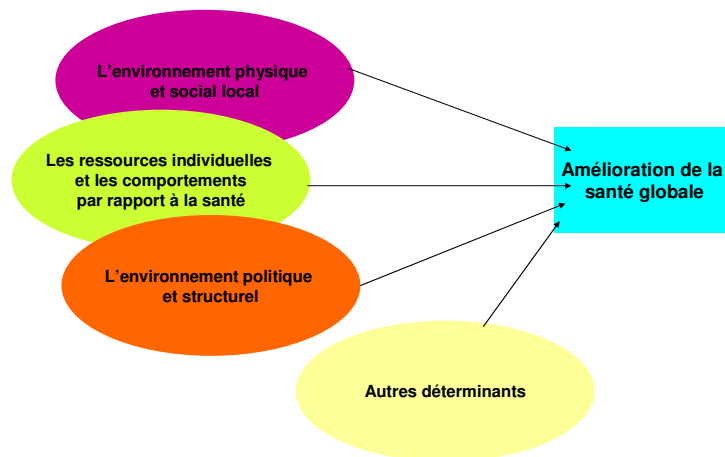 L'environnement physique
et social local
Les ressources individuelles
et les comportements
par rapport à la santé
Amélioration de la
santé globale
L'environnement politique
et structurel
Autres déterminants